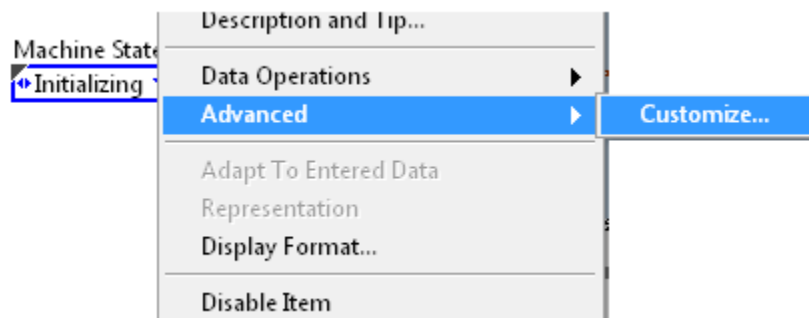 Description and Tip...
Machine State
Initializing
Data Operations
Advanced
Customize...
Adapt To Entered Data
Representation
Display Format...
Disable Item